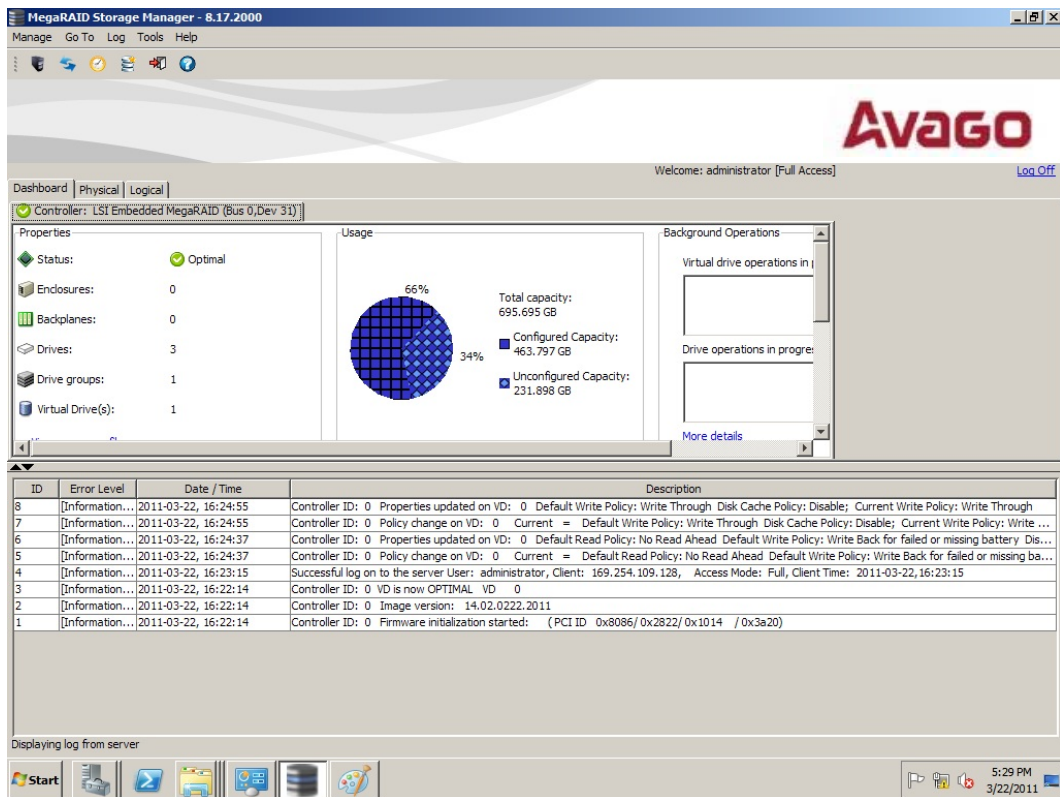 MegaRAID Storage Manager - 8.17.2000
Manage Go To Log Tools Help
AVAGO
Welcome: administrator [Full Access]
Log Off
Dashboard Physical Logical
Controller: LSI Embedded MegaRAID (Bus 0,Dev 31)
Properties
Status: Optimal
Enclosures: 0
Backplanes: 0
Drives: 3
Drive groups: 1
Virtual Drive(s): 1
Usage
66%
34%
Total capacity:
695.695 GB
Configured Capacity:
463.797 GB
Unconfigured Capacity:
231.898 GB
Background Operations
Virtual drive operations in
Drive operations in
More details
ID Error Level Date / Time Description
8 [Information... 2011-03-22, 16:24:55 Controller ID: 0 Properties updated on VD: 0 Default Write Policy: Write Through Disk Cache Policy: Disable; Current Write Policy: Write Through
7 [Information... 2011-03-22, 16:24:55 Controller ID: 0 Policy change on VD: 0 Current = Default Write Policy: Write Through Disk Cache Policy: Disable; Current Write Policy: Write ...
6 [Information... 2011-03-22, 16:24:37 Controller ID: 0 Properties updated on VD: 0 Default Read Policy: No Read Ahead Default Write Policy: Write Back for failed or missing battery Dis...
5 [Information... 2011-03-22, 16:24:37 Controller ID: 0 Policy change on VD: 0 Current = Default Read Policy: No Read Ahead Default Write Policy: Write Back for failed or missing ba...
4 [Information... 2011-03-22, 16:23:15 Successful log on to the server User: administrator, Client: 169.254.109.128, Access Mode: Full, Client Time: 2011-03-22,16:23:15
3 [Information... 2011-03-22, 16:22:14 Controller ID: 0 VD is now OPTIMAL VD 0
2 [Information... 2011-03-22, 16:22:14 Controller ID: 0 Image version: 14.02.0222.2011
1 [Information... 2011-03-22, 16:22:14 Controller ID: 0 Firmware initialization started: ( PCI ID 0x8086/ 0x2822/ 0x1014 / 0x3a20)
Displaying log from server
Start
5:29 PM
3/22/2011